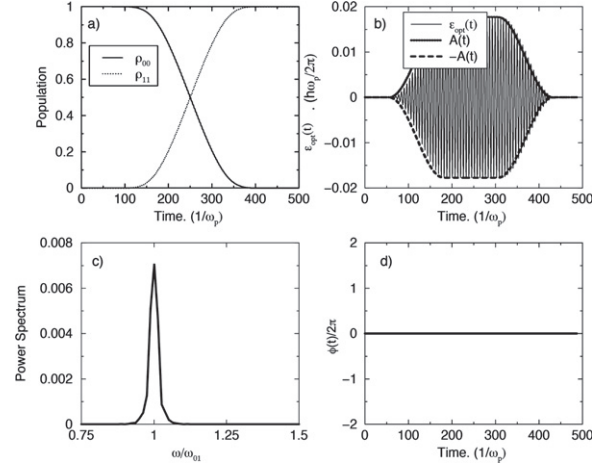 1
0.8
0.6
0.4
0.2
0
Population
a)
ρ₀₀
ρ₁₁
0 100 200 300 400 500
Time. (1/ωₚ)
0.02
0.01
0
−0.01
−0.02
εₒₚₜ(t) . (ħωₚ/2π)
b)
εₒₚₜ(t)
A(t)
−A(t)
0 100 200 300 400 500
Time. (1/ωₚ)
0.008
0.006
0.004
0.002
0
Power Spectrum
c)
0.75 1 1.25 1.5
ω/ω₀₁
2
1
0
−1
−2
ϕ(t)/2π
d)
0 100 200 300 400 500
Time. (1/ωₚ)